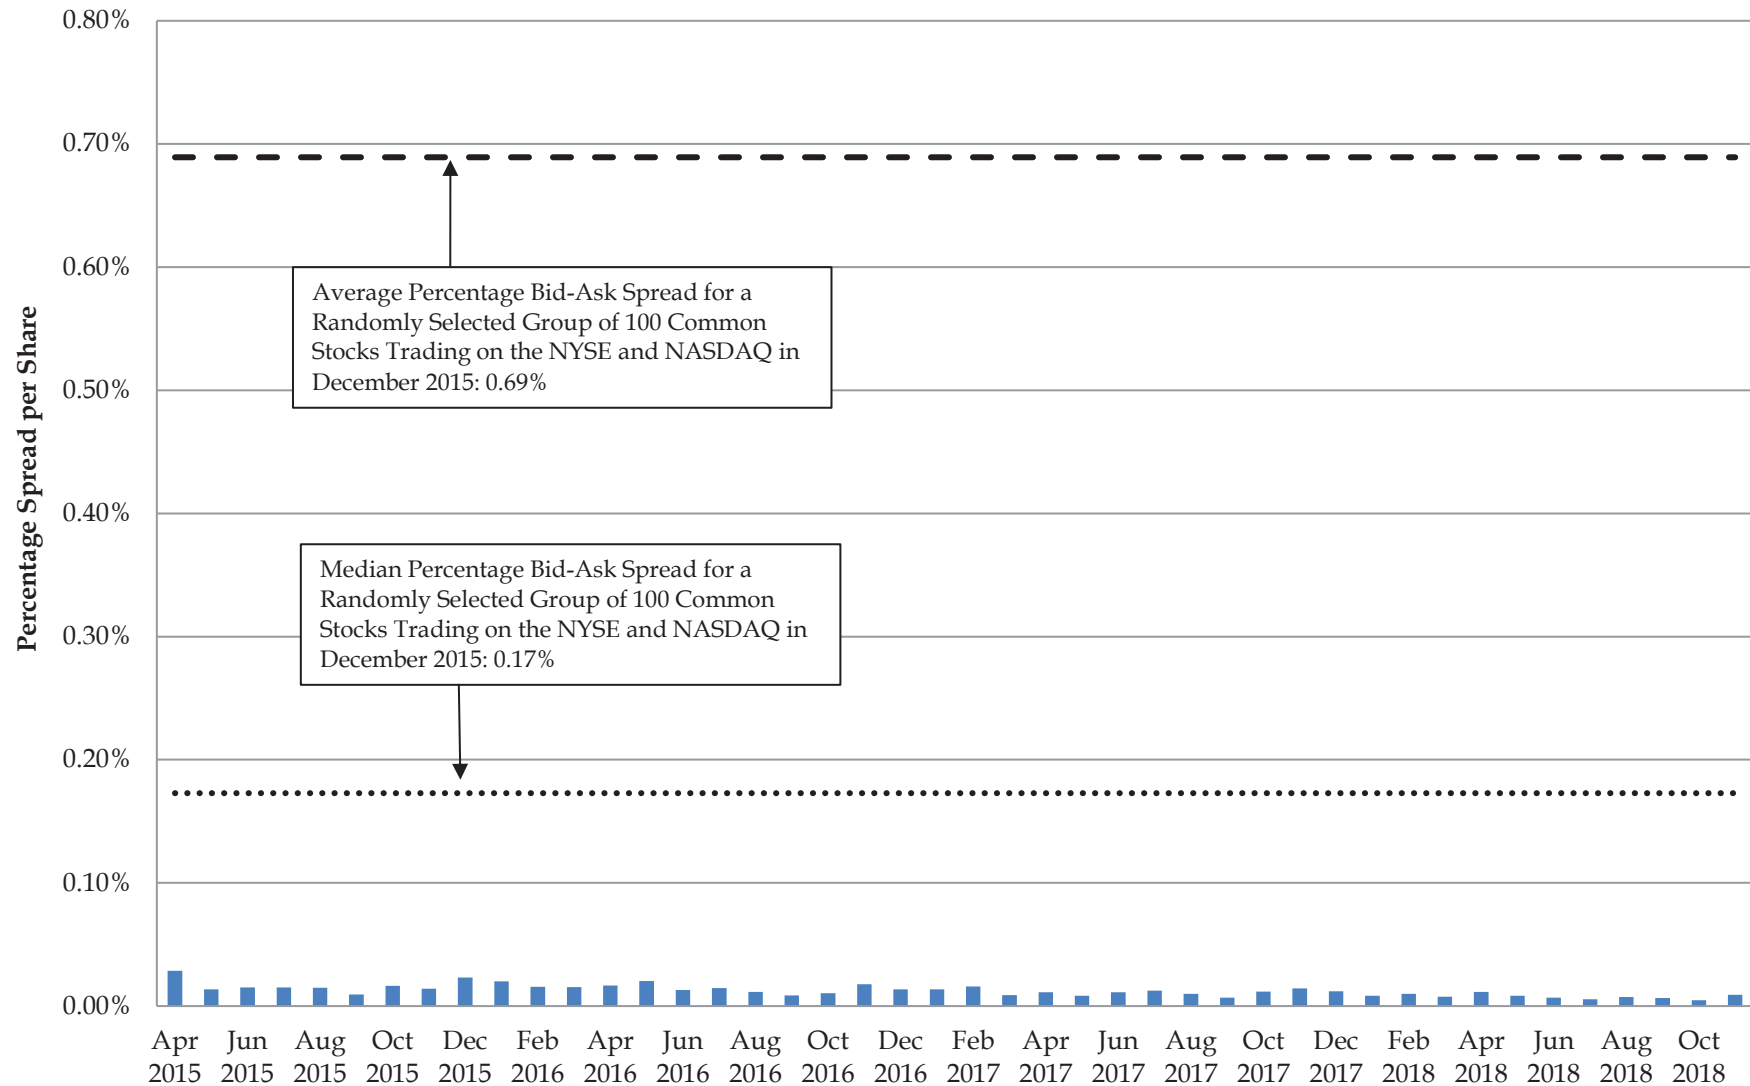 0.80%
0.70%
0.60%
0.50%
0.40%
0.30%
0.20%
0.10%
0.00%
Percentage Spread per Share
Average Percentage Bid-Ask Spread for a
Randomly Selected Group of 100 Common
Stocks Trading on the NYSE and NASDAQ in
December 2015: 0.69%
Median Percentage Bid-Ask Spread for a
Randomly Selected Group of 100 Common
Stocks Trading on the NYSE and NASDAQ in
December 2015: 0.17%
Apr Jun Aug Oct Dec Feb Apr Jun Aug Oct Dec Feb Apr Jun Aug Oct Dec Feb Apr Jun Aug Oct
2015 2015 2015 2015 2015 2016 2016 2016 2016 2016 2016 2017 2017 2017 2017 2017 2017 2018 2018 2018 2018 2018